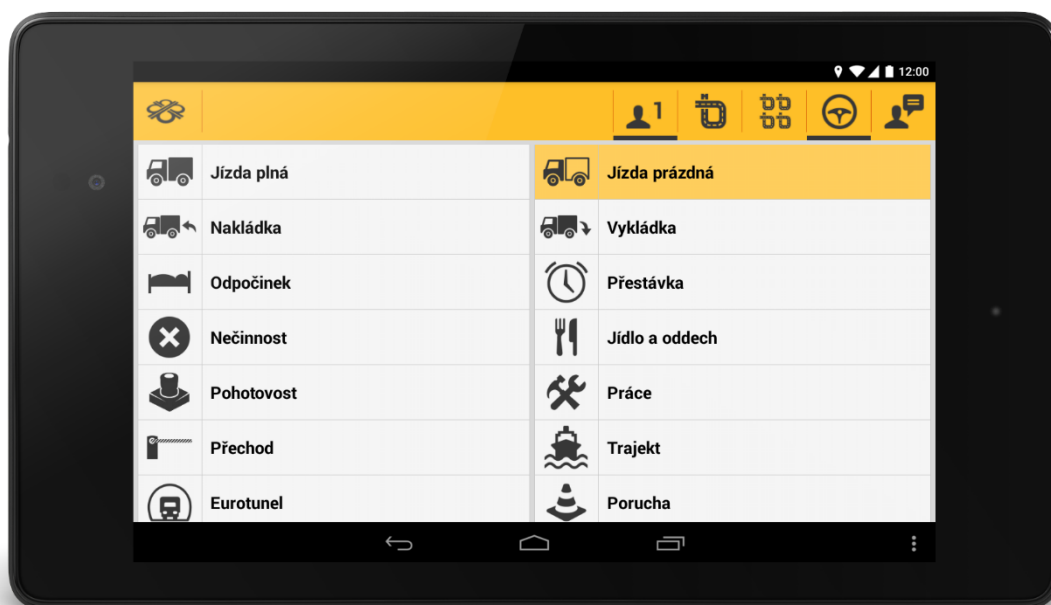 12:00
1
Jízda plná
Jízda prázdná
Nakládka
Vykládka
Odpočinek
Přestávka
Nečinnost
Jídlo a oddech
Pohotovost
Práce
Přechod
Trajekt
Eurotunel
Porucha